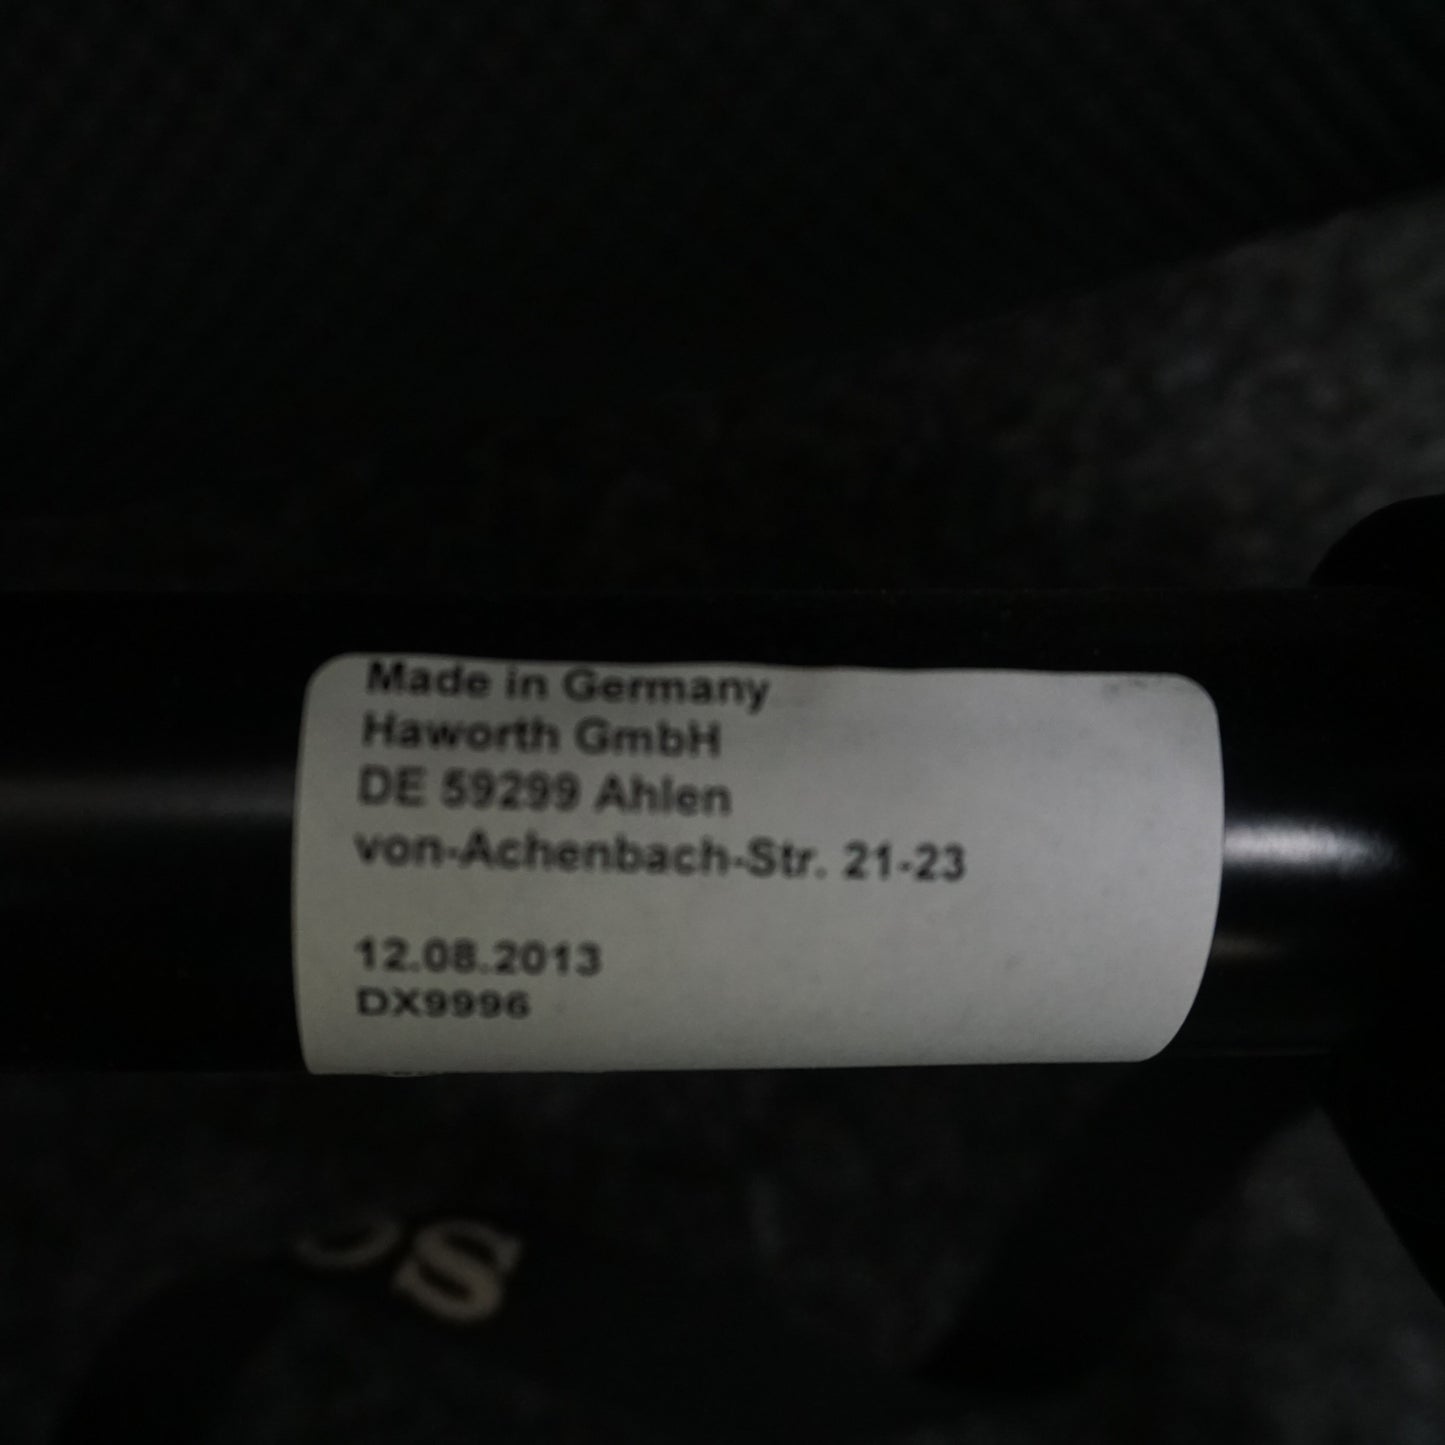 Made in Germany
Haworth GmbH
DE 59299 Ahlen
von-Achenbach-Str. 21-23
12.08.2013
DX9996